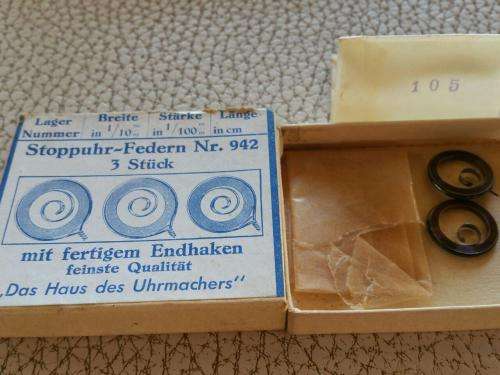 Lager Breite Stärke Länge
Nummer in 1/10 mm in 1/100 mm in cm
Stoppuhr-Federn Nr. 942
3 Stück
mit fertigem Endhaken
feinste Qualität
„Das Haus des Uhrmachers“
105